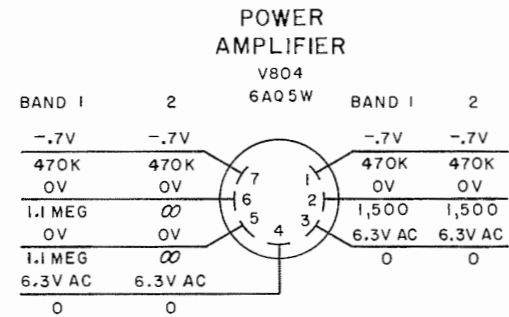 POWER
AMPLIFIER
V804
6AQ5W
BAND 1 2 BAND 1 2
-.7V -.7V -.7V -.7V
470K 470K 7 1 470K 470K
0V 0V 0V 0V
1.1 MEG ∞ 6 2 1,500 1,500
0V 0V 5 4 3 6.3V AC 6.3V AC
1.1 MEG ∞ 0 0
6.3V AC 6.3V AC
0 0